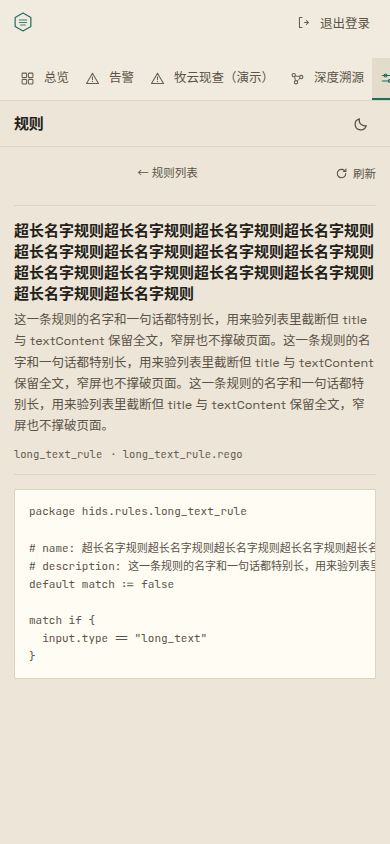 退出登录
总览 告警 牧云现查（演示） 深度溯源
规则
← 规则列表 刷新
超长名字规则超长名字规则超长名字规则超长名字规则
超长名字规则超长名字规则超长名字规则超长名字规则
超长名字规则超长名字规则超长名字规则超长名字规则
超长名字规则超长名字规则
这一条规则的名字和一句话都特别长，用来验列表里截断但 title
与 textContent 保留全文，窄屏也不撑破页面。这一条规则的名
字和一句话都特别长，用来验列表里截断但 title 与 textContent
保留全文，窄屏也不撑破页面。这一条规则的名字和一句话都特
别长，用来验列表里截断但 title 与 textContent 保留全文，窄
屏也不撑破页面。
long_text_rule · long_text_rule.rego
package hids.rules.long_text_rule
# name: 超长名字规则超长名字规则超长名字规则超长名字规则超长名
# description: 这一条规则的名字和一句话都特别长，用来验列表里
default match := false
match if {
input.type == "long_text"
}